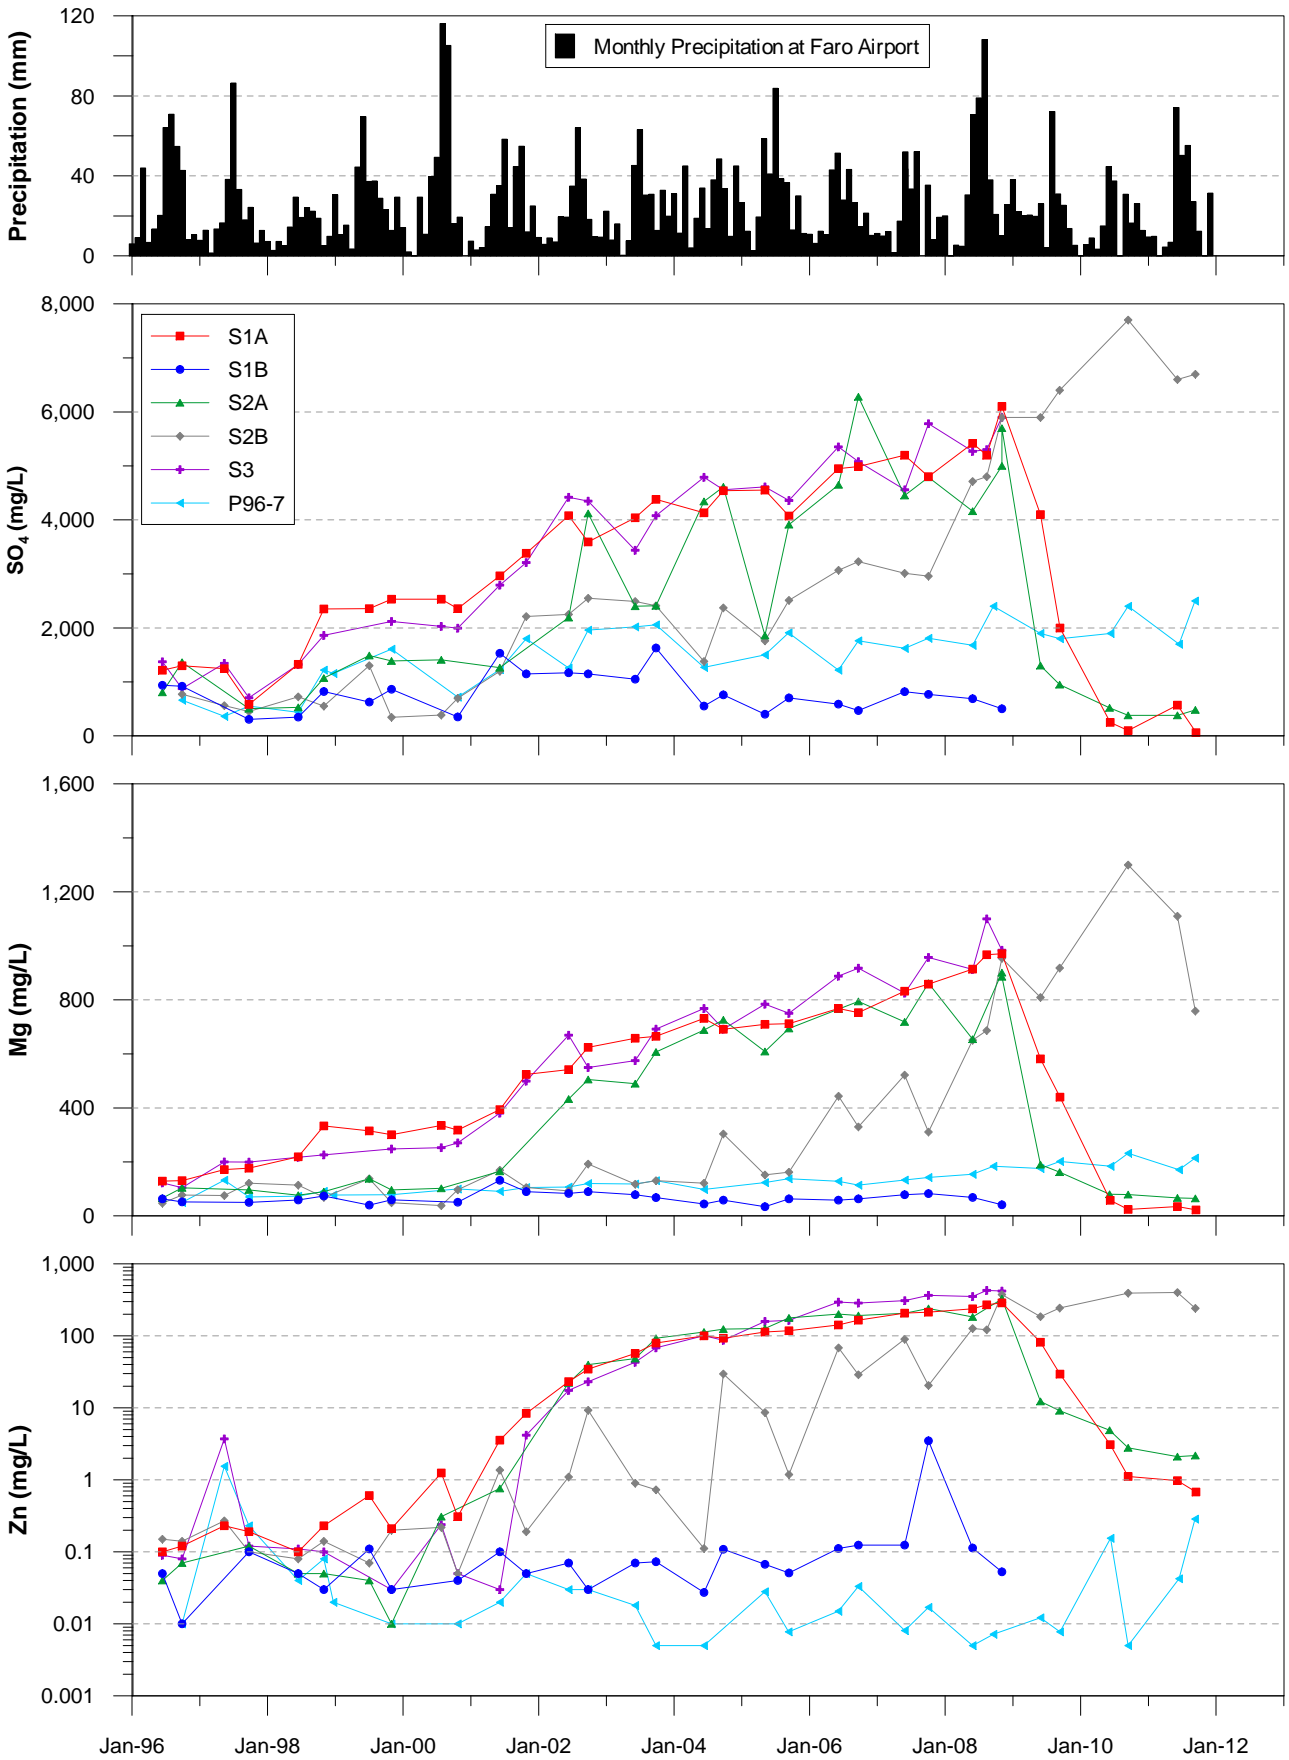 120
80
40
0
Precipitation (mm)
Monthly Precipitation at Faro Airport
8,000
6,000
4,000
2,000
0
SO4 (mg/L)
S1A
S1B
S2A
S2B
S3
P96-7
1,600
1,200
800
400
0
Mg (mg/L)
1,000
100
10
1
0.1
0.01
0.001
Zn (mg/L)
Jan-96 Jan-98 Jan-00 Jan-02 Jan-04 Jan-06 Jan-08 Jan-10 Jan-12